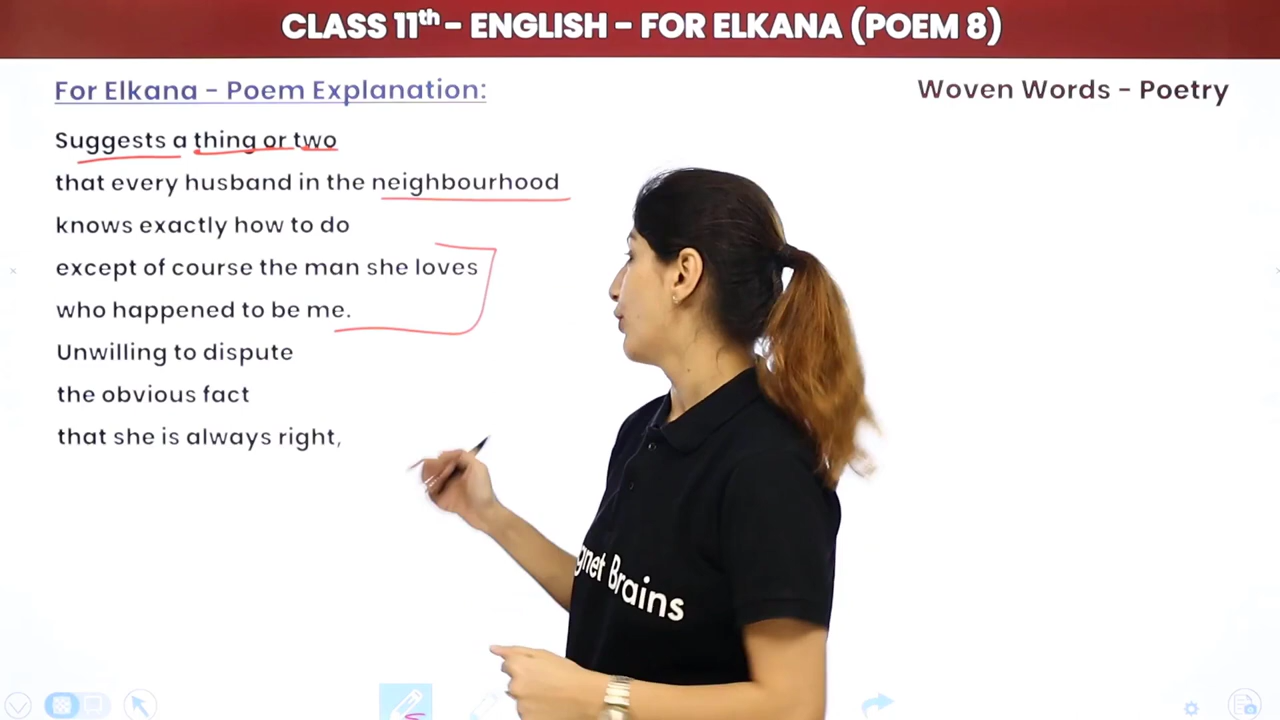 CLASS 11th - ENGLISH - FOR ELKANA (POEM 8)
For Elkana - Poem Explanation:
Woven Words - Poetry
Suggests a thing or two
that every husband in the neighbourhood
knows exactly how to do
except of course the man she loves
who happened to be me.
Unwilling to dispute
the obvious fact
that she is always right,
gnet Brains